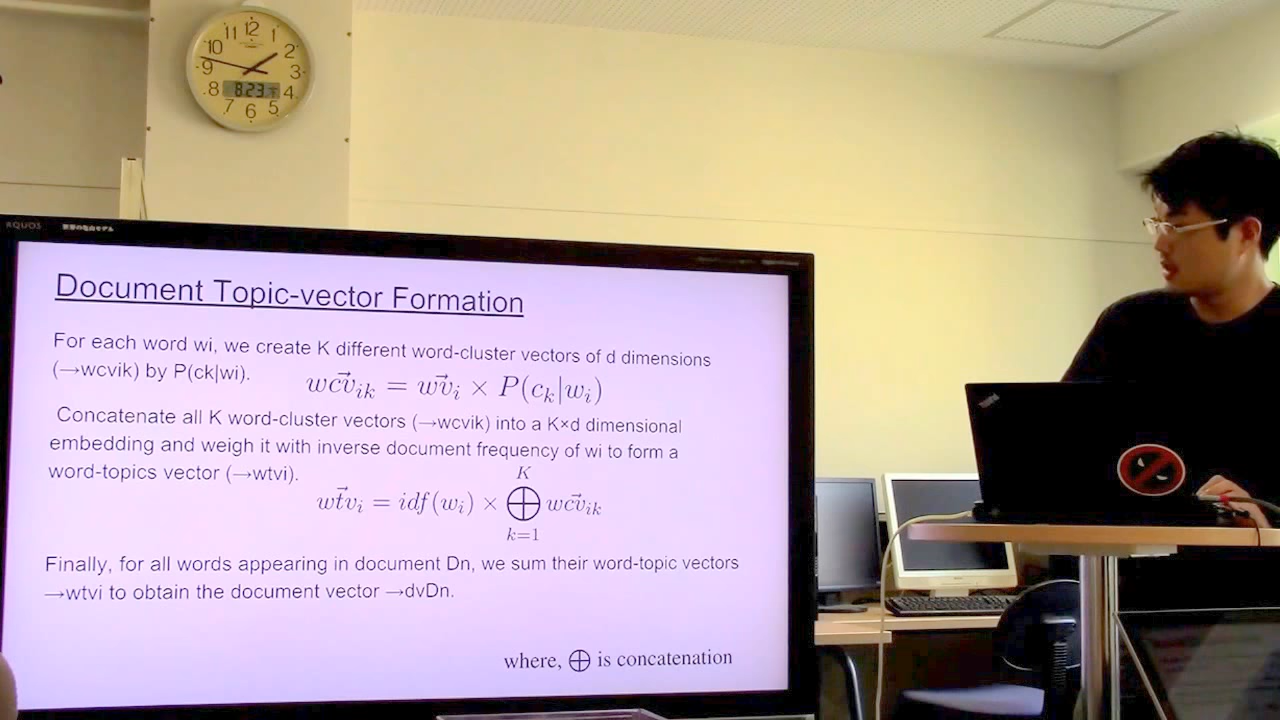 11 12 1
10 2
9 3
8 823 4
7 6 5
AQUOS
Document Topic-vector Formation
For each word wi, we create K different word-cluster vectors of d dimensions
(→wcvik) by P(ck|wi).
wc⃗v_ik = wv⃗_i × P(c_k|w_i)
Concatenate all K word-cluster vectors (→wcvik) into a K×d dimensional
embedding and weigh it with inverse document frequency of wi to form a
word-topics vector (→wtvi).
wt⃗v_i = idf(w_i) × ⨁_{k=1}^{K} wc⃗v_ik
Finally, for all words appearing in document Dn, we sum their word-topic vectors
→wtvi to obtain the document vector →dvDn.
where, ⊕ is concatenation
ThinkPad